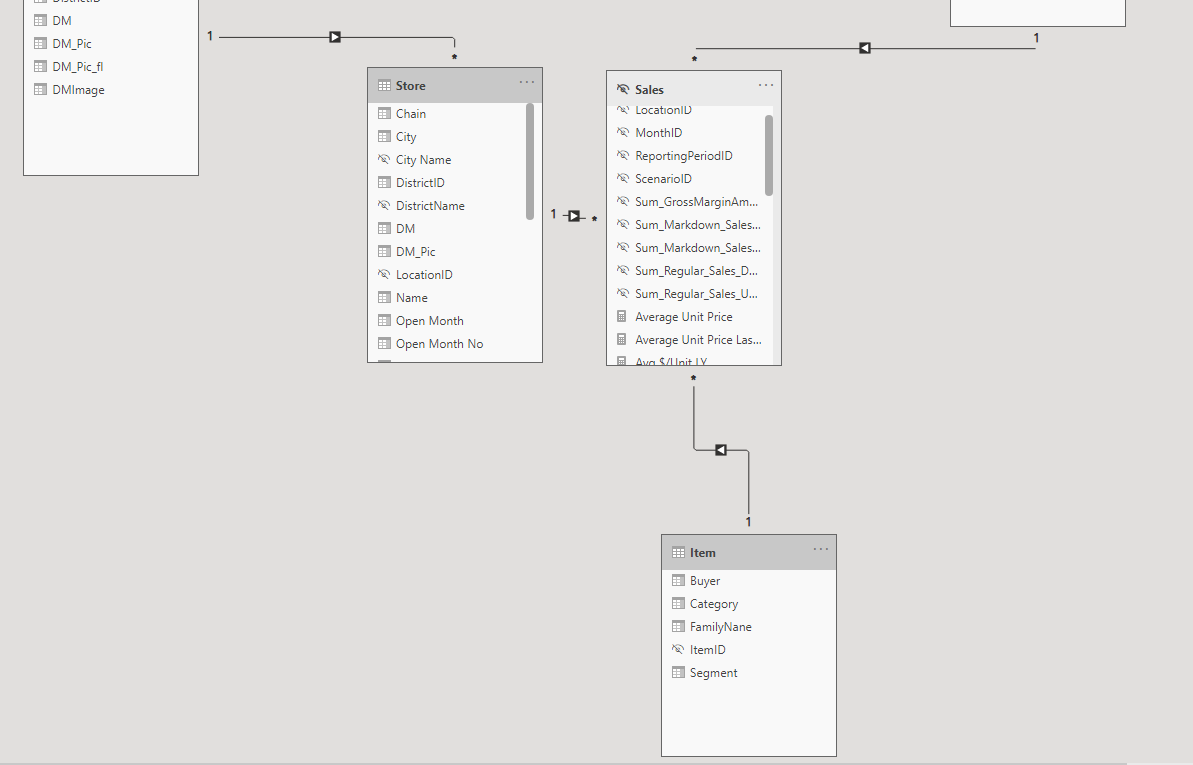 DistrictID
DM
DM_Pic
DM_Pic_fl
DMImage
1
*
Store
...
Chain
City
City Name
DistrictID
DistrictName
DM
DM_Pic
LocationID
Name
Open Month
Open Month No
1
*
*
1
Sales
...
LocationID
MonthID
ReportingPeriodID
ScenarioID
Sum_GrossMarginAm...
Sum_Markdown_Sales...
Sum_Markdown_Sales...
Sum_Regular_Sales_D...
Sum_Regular_Sales_U...
Average Unit Price
Average Unit Price Las...
Avg $/Unit LY
*
1
Item
...
Buyer
Category
FamilyNane
ItemID
Segment